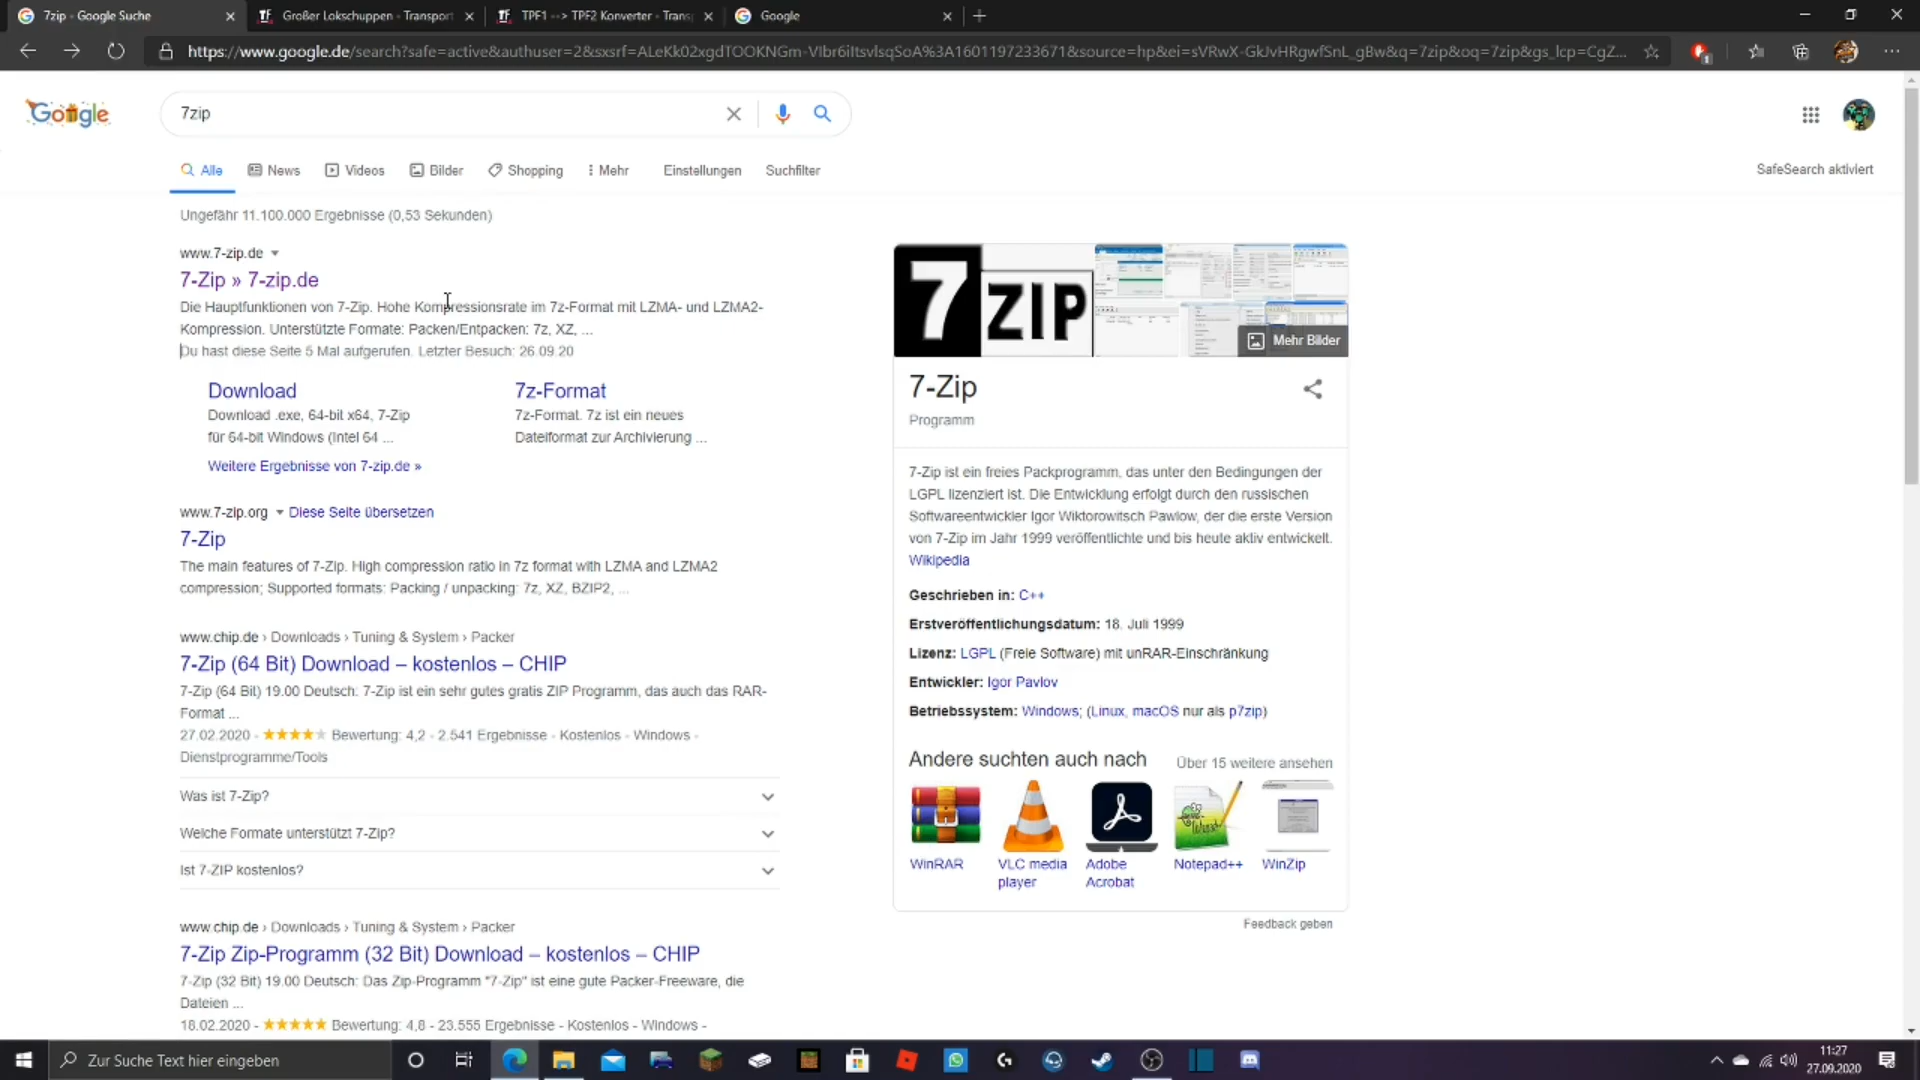 7zip - Google Suche
Großer Lokschuppen - Transport
TPF1 --> TPF2 Konverter - Trans
Google
https://www.google.de/search?safe=active&authuser=2&sxsrf=ALeKk02xgdTOOKNGm-VIbr6iItsvlsqSoA%3A1601197233671&source=hp&ei=sVRwX-GkJvHRgwfSnL_gBw&q=7zip&oq=7zip&gs_lcp=CgZ...
Google
7zip
Alle
News
Videos
Bilder
Shopping
Mehr
Einstellungen
Suchfilter
SafeSearch aktiviert
Ungefähr 11.100.000 Ergebnisse (0,53 Sekunden)
www.7-zip.de
7-Zip » 7-zip.de
Die Hauptfunktionen von 7-Zip. Hohe Kompressionsrate im 7z-Format mit LZMA- und LZMA2-
Kompression. Unterstützte Formate: Packen/Entpacken: 7z, XZ, ...
Du hast diese Seite 5 Mal aufgerufen. Letzter Besuch: 26.09.20
Download
Download .exe, 64-bit x64, 7-Zip
für 64-bit Windows (Intel 64 ...
7z-Format
7z-Format. 7z ist ein neues
Dateiformat zur Archivierung ...
Weitere Ergebnisse von 7-zip.de »
www.7-zip.org Diese Seite übersetzen
7-Zip
The main features of 7-Zip. High compression ratio in 7z format with LZMA and LZMA2
compression; Supported formats: Packing / unpacking: 7z, XZ, BZIP2, ...
www.chip.de › Downloads › Tuning & System › Packer
7-Zip (64 Bit) Download – kostenlos – CHIP
7-Zip (64 Bit) 19.00 Deutsch: 7-Zip ist ein sehr gutes gratis ZIP Programm, das auch das RAR-
Format ...
27.02.2020 - Bewertung: 4,2 - 2.541 Ergebnisse - Kostenlos - Windows -
Dienstprogramme/Tools
Was ist 7-Zip?
Welche Formate unterstützt 7-Zip?
Ist 7-ZIP kostenlos?
www.chip.de › Downloads › Tuning & System › Packer
7-Zip Zip-Programm (32 Bit) Download – kostenlos – CHIP
7-Zip (32 Bit) 19.00 Deutsch: Das Zip-Programm "7-Zip" ist eine gute Packer-Freeware, die
Dateien ...
18.02.2020 - Bewertung: 4,8 - 23.555 Ergebnisse - Kostenlos - Windows -
7 ZIP
Mehr Bilder
7-Zip
Programm
7-Zip ist ein freies Packprogramm, das unter den Bedingungen der
LGPL lizenziert ist. Die Entwicklung erfolgt durch den russischen
Softwareentwickler Igor Wiktorowitsch Pawlow, der die erste Version
von 7-Zip im Jahr 1999 veröffentlichte und bis heute aktiv entwickelt.
Wikipedia
Geschrieben in: C++
Erstveröffentlichungsdatum: 18. Juli 1999
Lizenz: LGPL (Freie Software) mit unRAR-Einschränkung
Entwickler: Igor Pavlov
Betriebssystem: Windows; (Linux, macOS nur als p7zip)
Andere suchten auch nach
Über 15 weitere ansehen
WinRAR
VLC media
player
Adobe
Acrobat
Notepad++
WinZip
Feedback geben
Zur Suche Text hier eingeben
11:27
27.09.2020